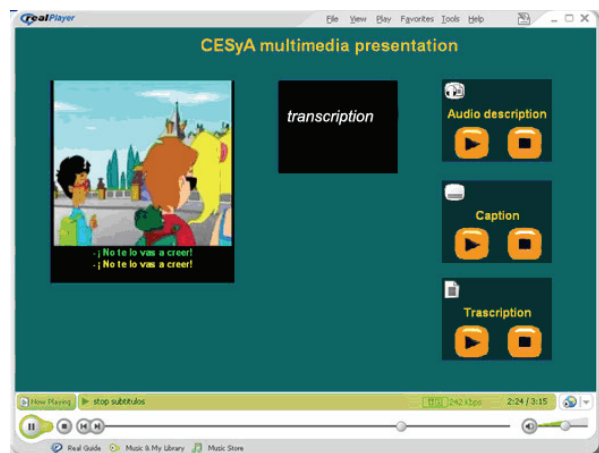 realPlayer
File View Play Favorites Tools Help
CESyA multimedia presentation
transcription
Audio description
Caption
Trascription
-¡No te lo vas a creer!
-¡No te lo vas a creer!
Now Playing stop subtitulos 242 kbps 2:24 / 3:15
Real Guide Music & My Library Music Store